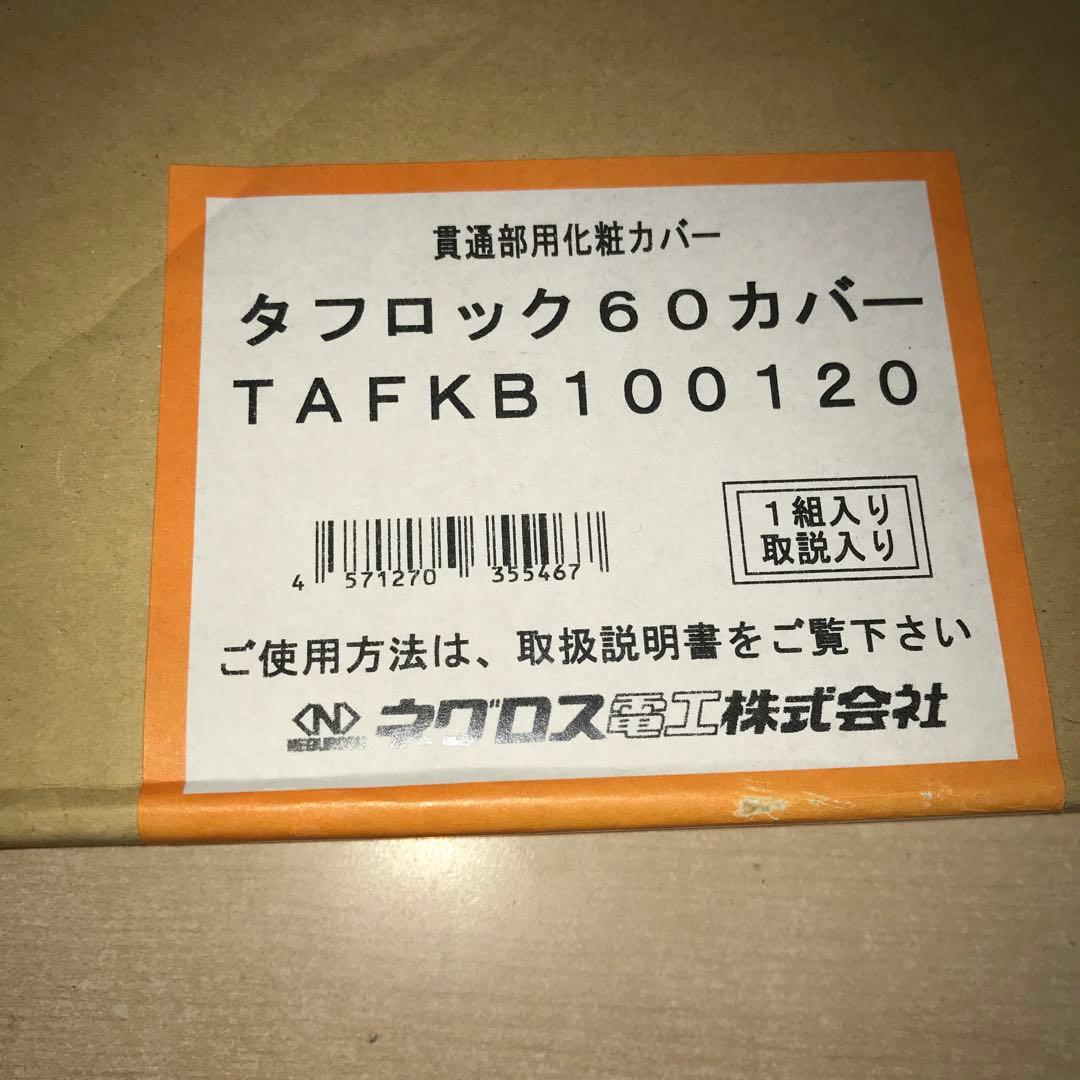 貫通部用化粧カバー
タフロック60カバー
TAFKB100120
1組入り
取説入り
4 571270 355467
ご使用方法は、取扱説明書をご覧下さい
NEGUROSU ネグロス電工株式会社